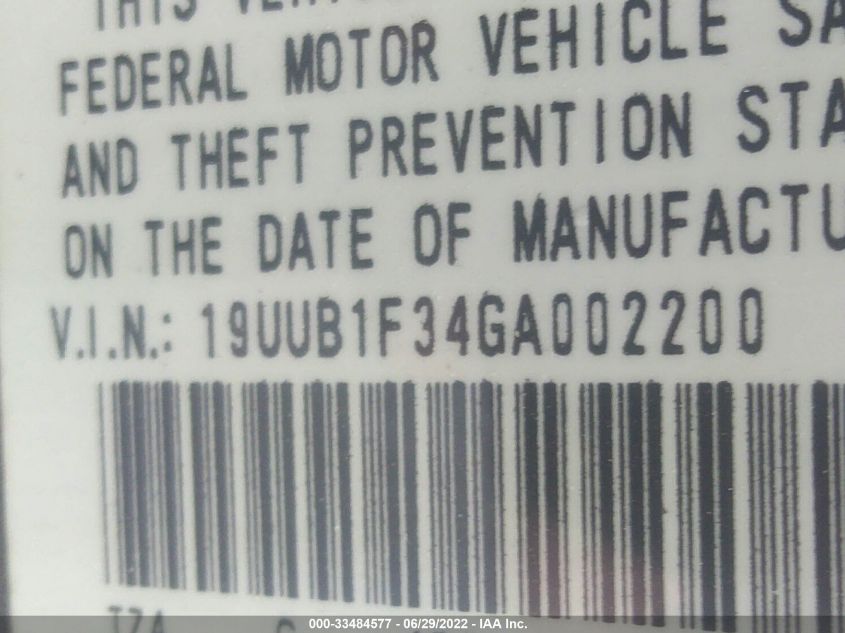 THIS
FEDERAL MOTOR VEHICLE SA
AND THEFT PREVENTION STA
ON THE DATE OF MANUFACTU
V.I.N.: 19UUB1F34GA002200
000-33484577 - 06/29/2022 - IAA Inc.